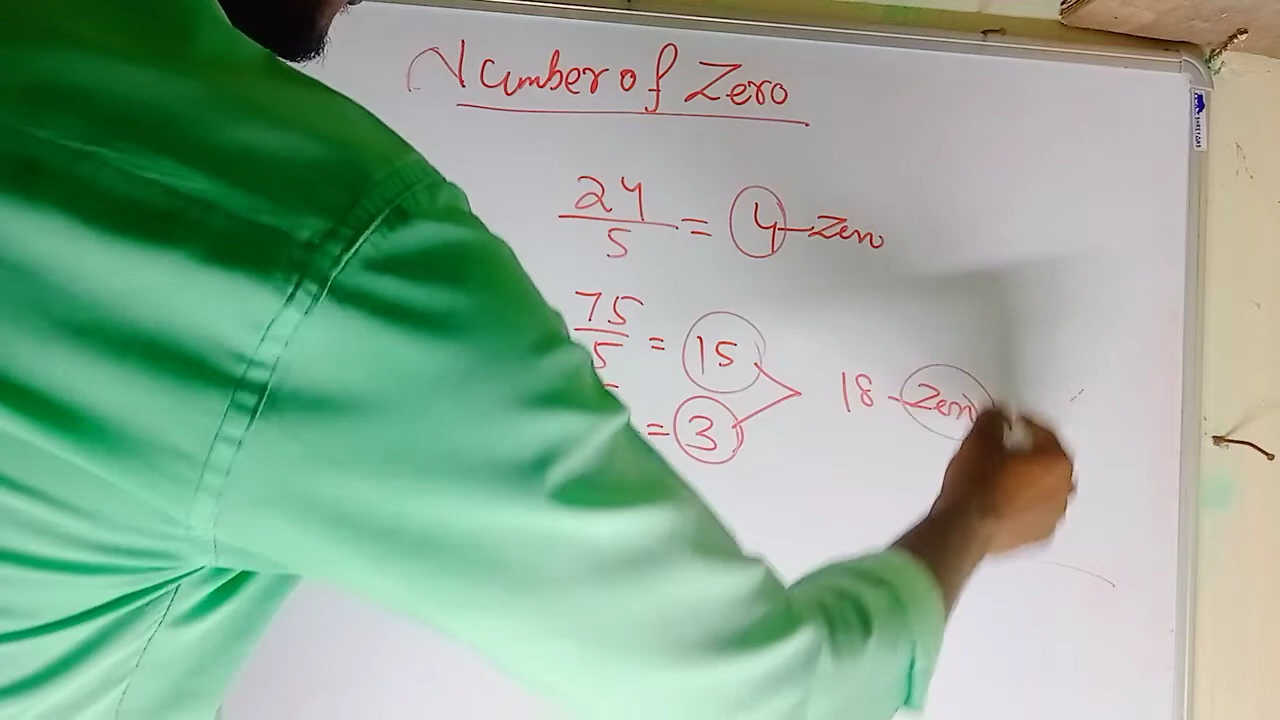 Number of Zero
24
5 = 4 - Zero
75
5 = 15
18 - Zero
= 3